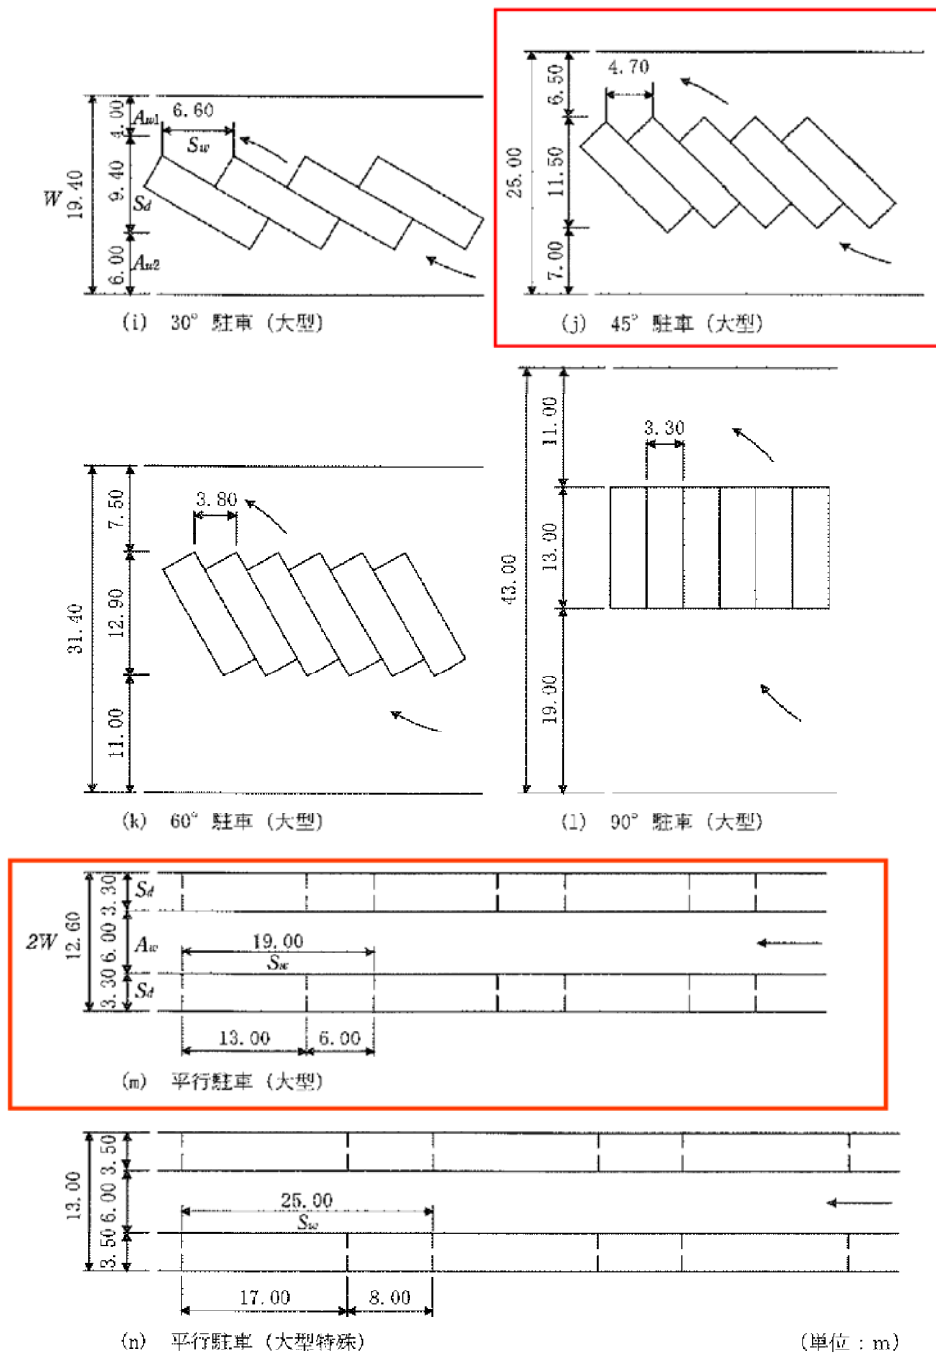 W
19.40
4.00
Aw1
9.40
Sd
6.00
Aw2
6.60
Sw
(i) 30° 駐車 (大型)
25.00
6.50
11.50
7.00
4.70
(j) 45° 駐車 (大型)
31.40
7.50
12.90
11.00
3.80
(k) 60° 駐車 (大型)
43.00
11.00
13.00
19.00
3.30
(l) 90° 駐車 (大型)
2W
12.60
3.30
Sd
6.00
Aw
3.30
Sd
19.00
Sw
13.00
6.00
(m) 平行駐車 (大型)
13.00
3.50
6.00
3.50
25.00
Sw
17.00
8.00
(n) 平行駐車 (大型特殊)
(単位 : m)